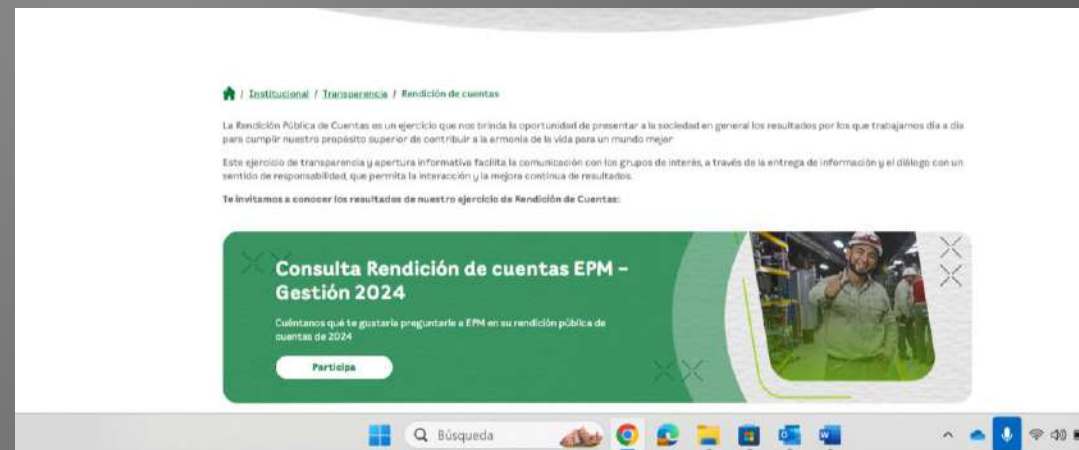 / Institucional / Transparencia / Rendición de cuentas
La Rendición Pública de Cuentas es un ejercicio que nos brinda la oportunidad de presentar a la sociedad en general los resultados por los que trabajamos día a día
para cumplir nuestro propósito superior de contribuir a la armonía de la vida para un mundo mejor
Este ejercicio de transparencia y apertura informativa facilita la comunicación con los grupos de interés, a través de la entrega de información y el diálogo con un
sentido de responsabilidad, que permita la interacción y la mejora continua de resultados.
Te invitamos a conocer los resultados de nuestro ejercicio de Rendición de Cuentas:
Consulta Rendición de cuentas EPM –
Gestión 2024
Cuéntanos qué te gustaría preguntarle a EPM en su rendición pública de
cuentas de 2024
Participa
Búsqueda